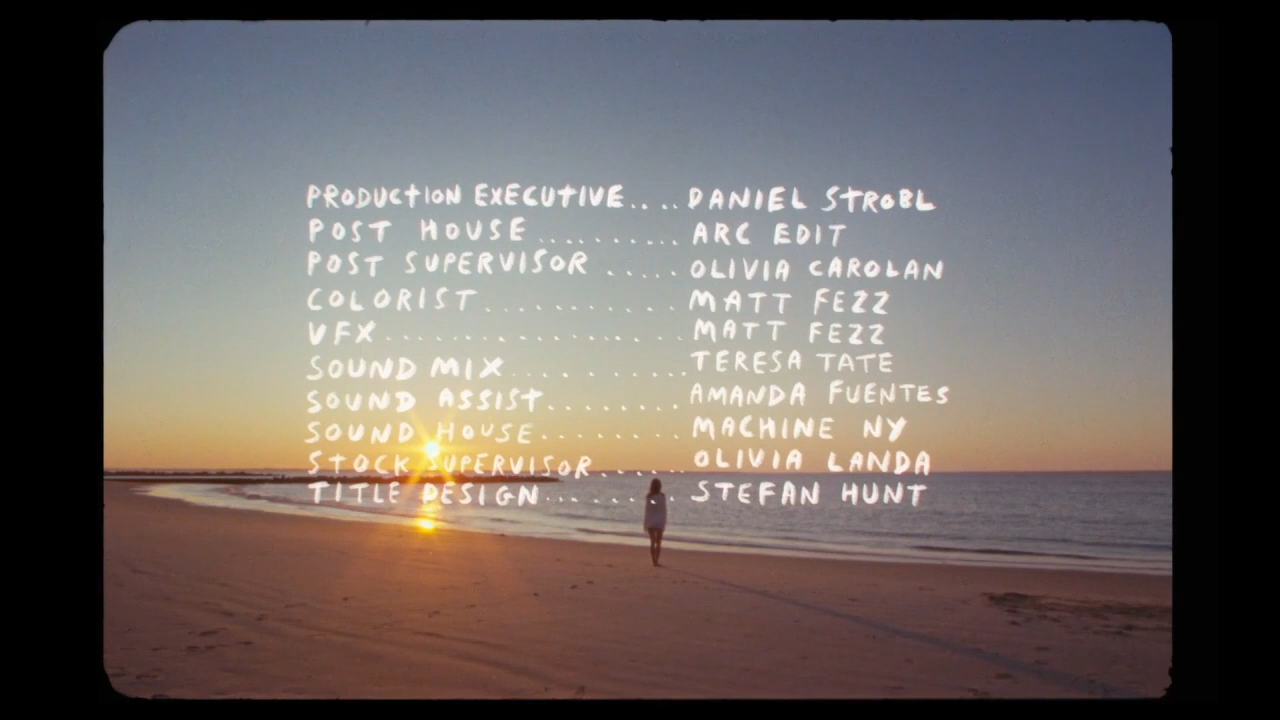 PRODUCTION EXECUTIVE.. ..DANIEL STROBL
POST HOUSE .......... ARC EDIT
POST SUPERVISOR ..... OLIVIA CAROLAN
COLORIST........... MATT FEZZ
VFX................. MATT FEZZ
SOUND MIX .......... TERESA TATE
SOUND ASSIST........ AMANDA FUENTES
SOUND HOUSE........ MACHINE NY
STOCK SUPERVISOR ..... OLIVIA LANDA
TITLE DESIGN........ STEFAN HUNT